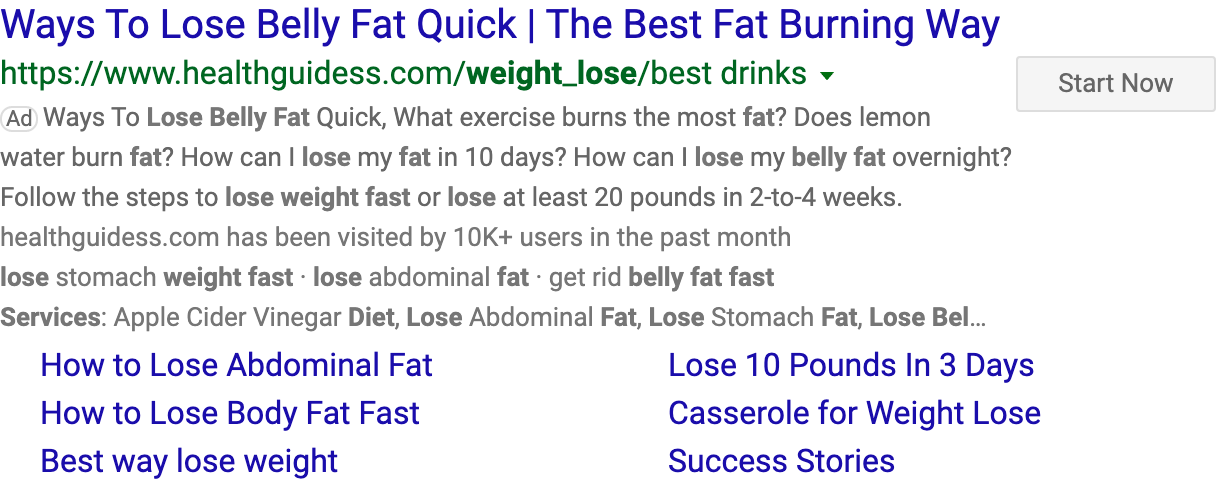 Ways To Lose Belly Fat Quick | The Best Fat Burning Way
https://www.healthguidess.com/weight_lose/best drinks
Start Now
Ad Ways To Lose Belly Fat Quick, What exercise burns the most fat? Does lemon
water burn fat? How can I lose my fat in 10 days? How can I lose my belly fat overnight?
Follow the steps to lose weight fast or lose at least 20 pounds in 2-to-4 weeks.
healthguidess.com has been visited by 10K+ users in the past month
lose stomach weight fast · lose abdominal fat · get rid belly fat fast
Services: Apple Cider Vinegar Diet, Lose Abdominal Fat, Lose Stomach Fat, Lose Bel...
How to Lose Abdominal Fat
Lose 10 Pounds In 3 Days
How to Lose Body Fat Fast
Casserole for Weight Lose
Best way lose weight
Success Stories